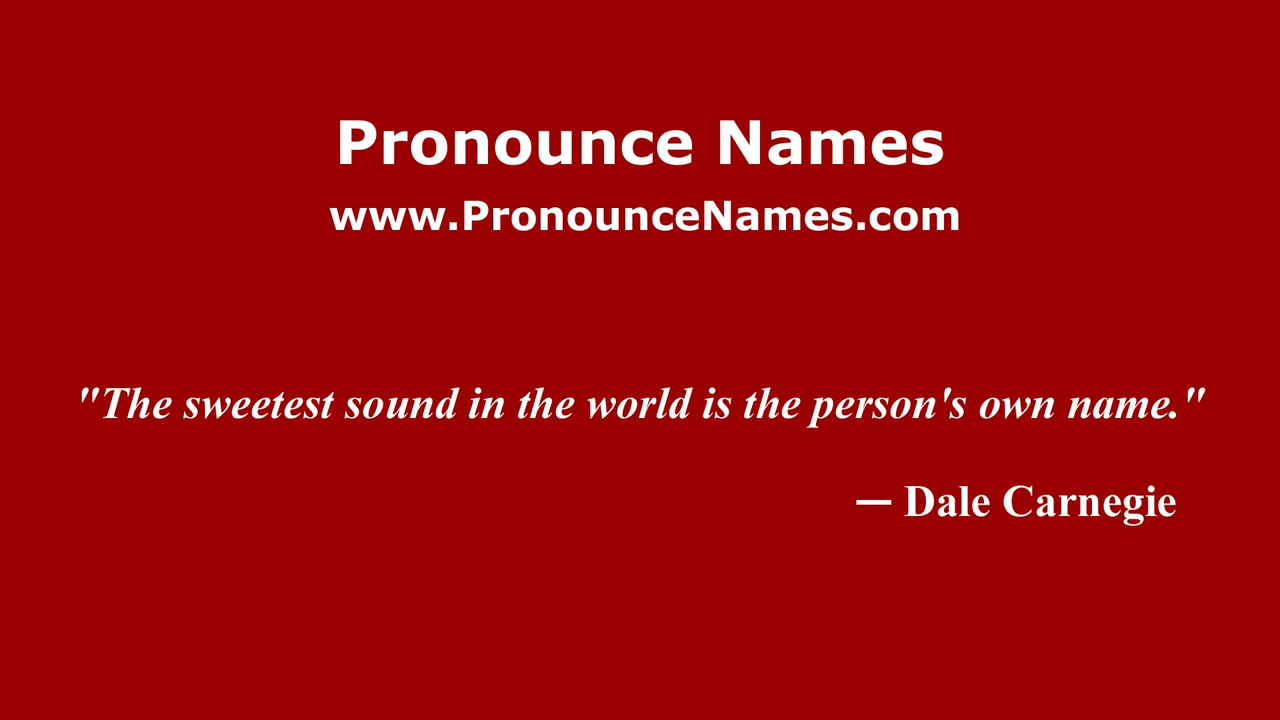 Pronounce Names
www.PronounceNames.com
"The sweetest sound in the world is the person's own name."
— Dale Carnegie